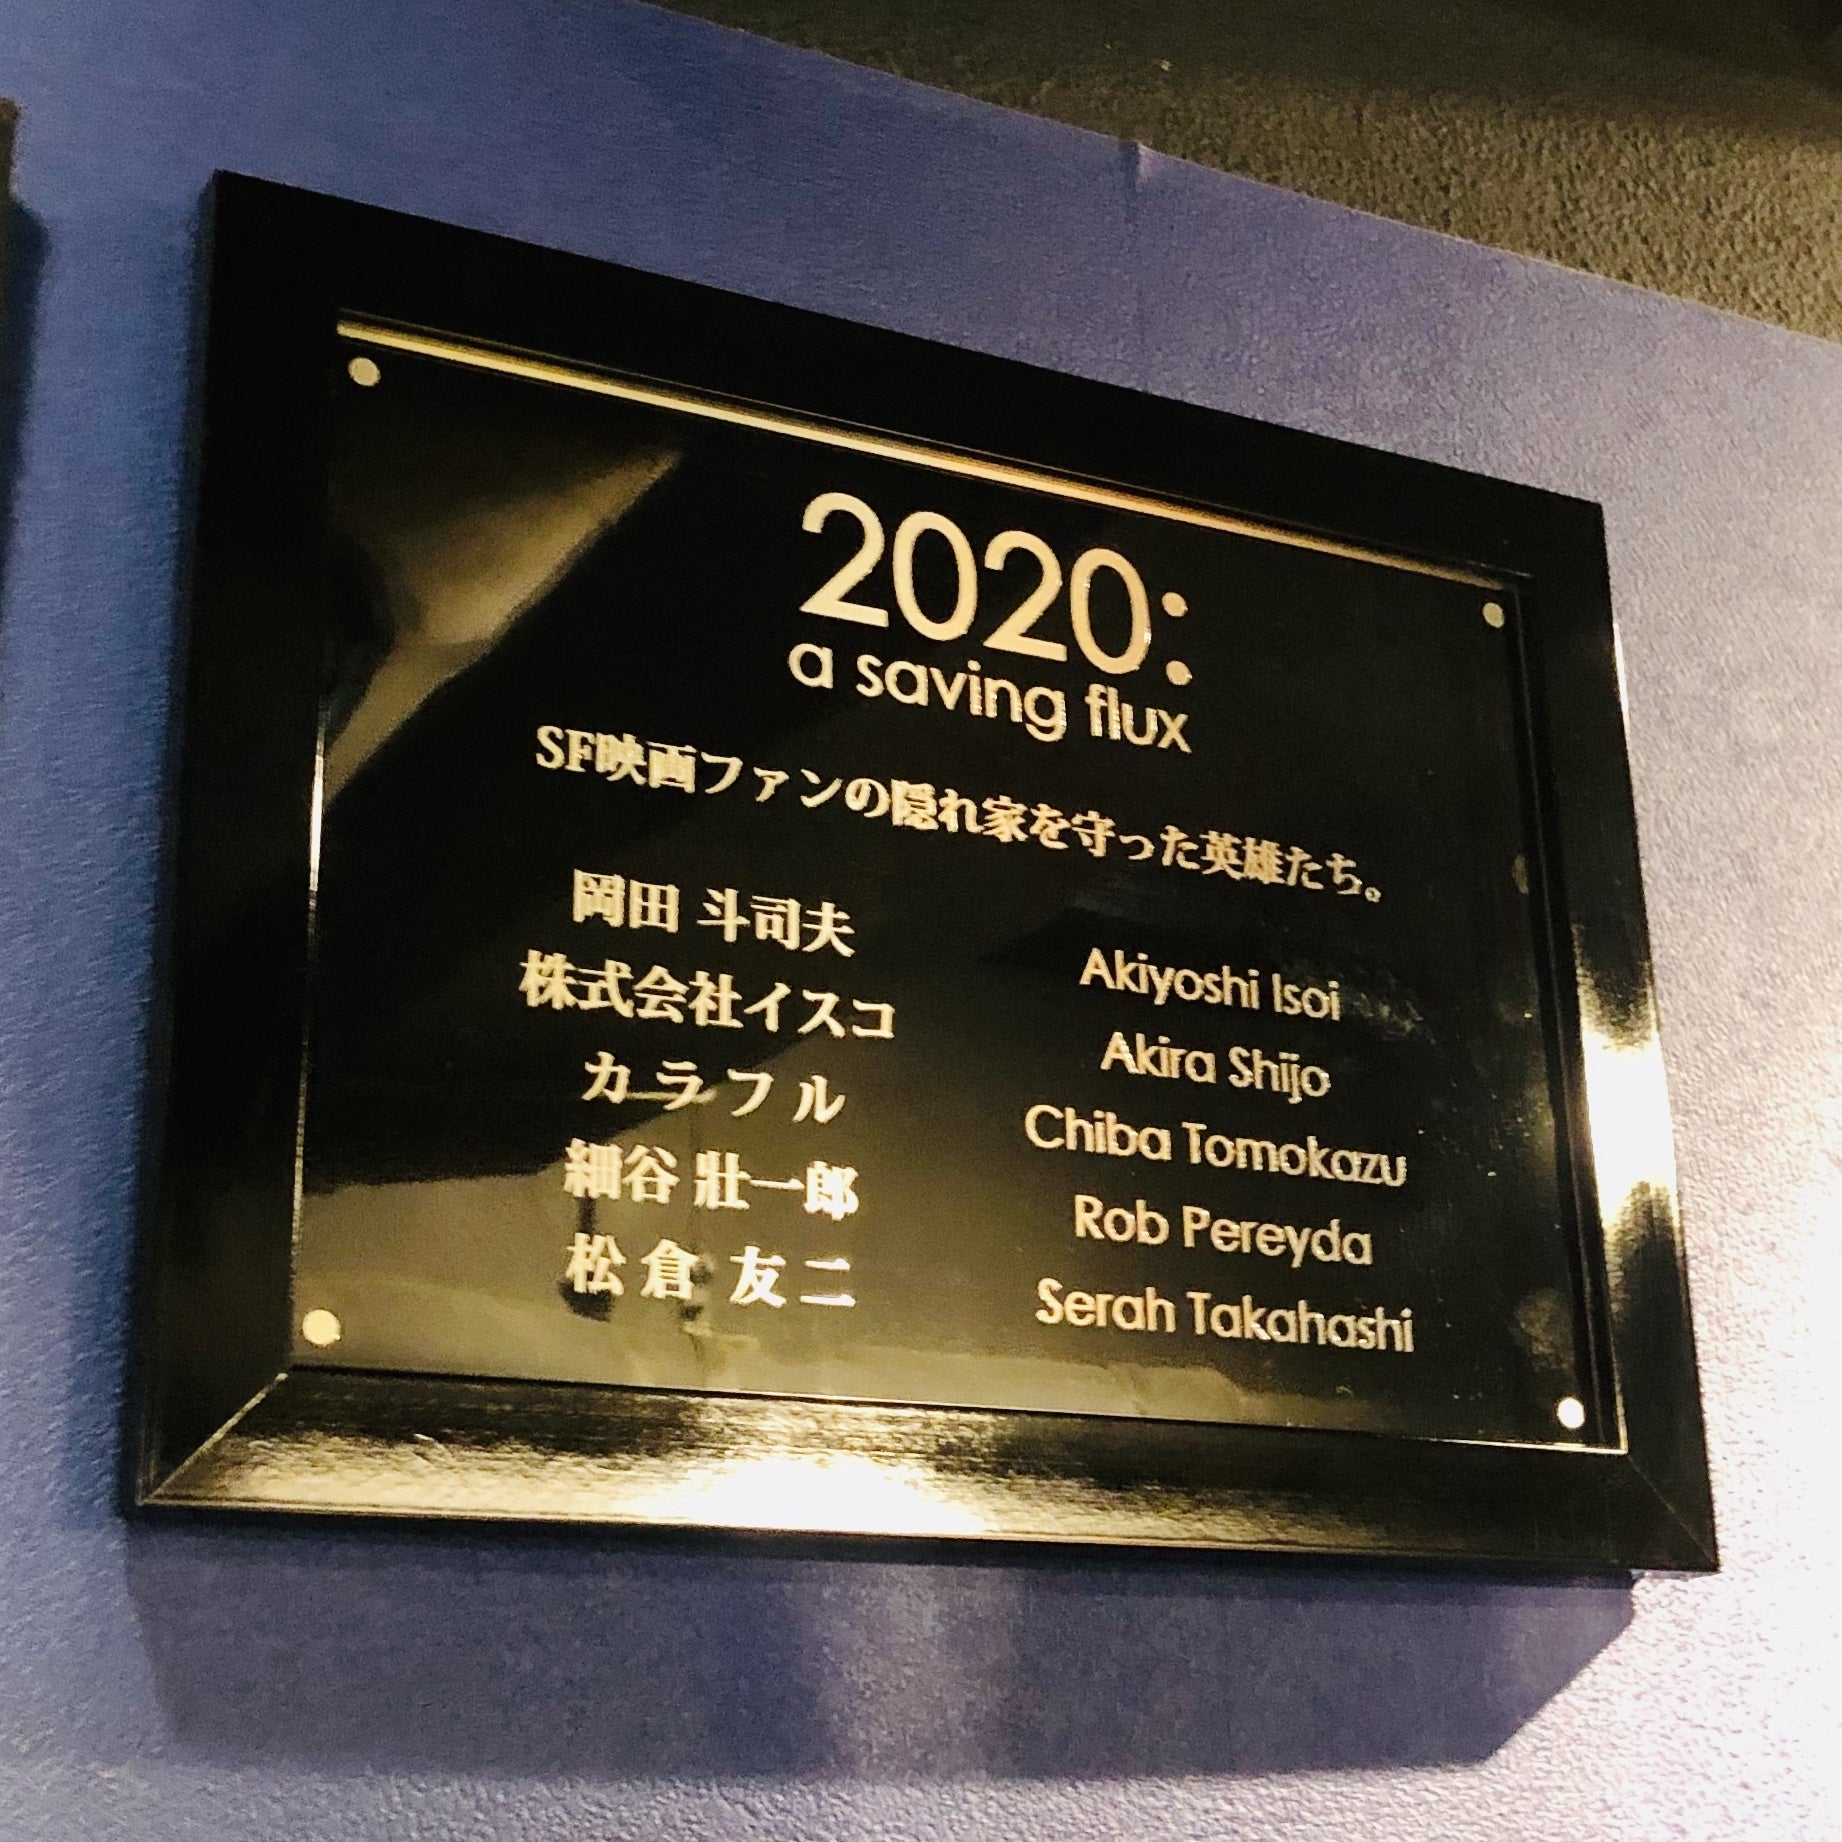 2020:
a saving flux
SF映画ファンの隠れ家を守った英雄たち。
岡田 斗司夫
株式会社イスコ
カラフル
細谷 壯一郎
松倉 友二
Akiyoshi Isoi
Akira Shijo
Chiba Tomokazu
Rob Pereyda
Serah Takahashi